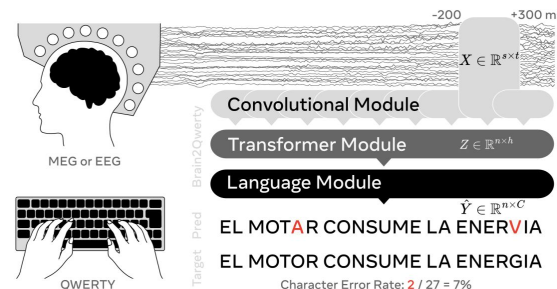 -200 +300 m
X ∈ ℝ^{s×t}
MEG or EEG
QWERTY
Brain2Qwerty
Convolutional Module
Transformer Module Z ∈ ℝ^{n×h}
Language Module
Ŷ ∈ ℝ^{n×C}
Pred
EL MOTAR CONSUME LA ENERVIA
Target
EL MOTOR CONSUME LA ENERGIA
Character Error Rate: 2 / 27 = 7%